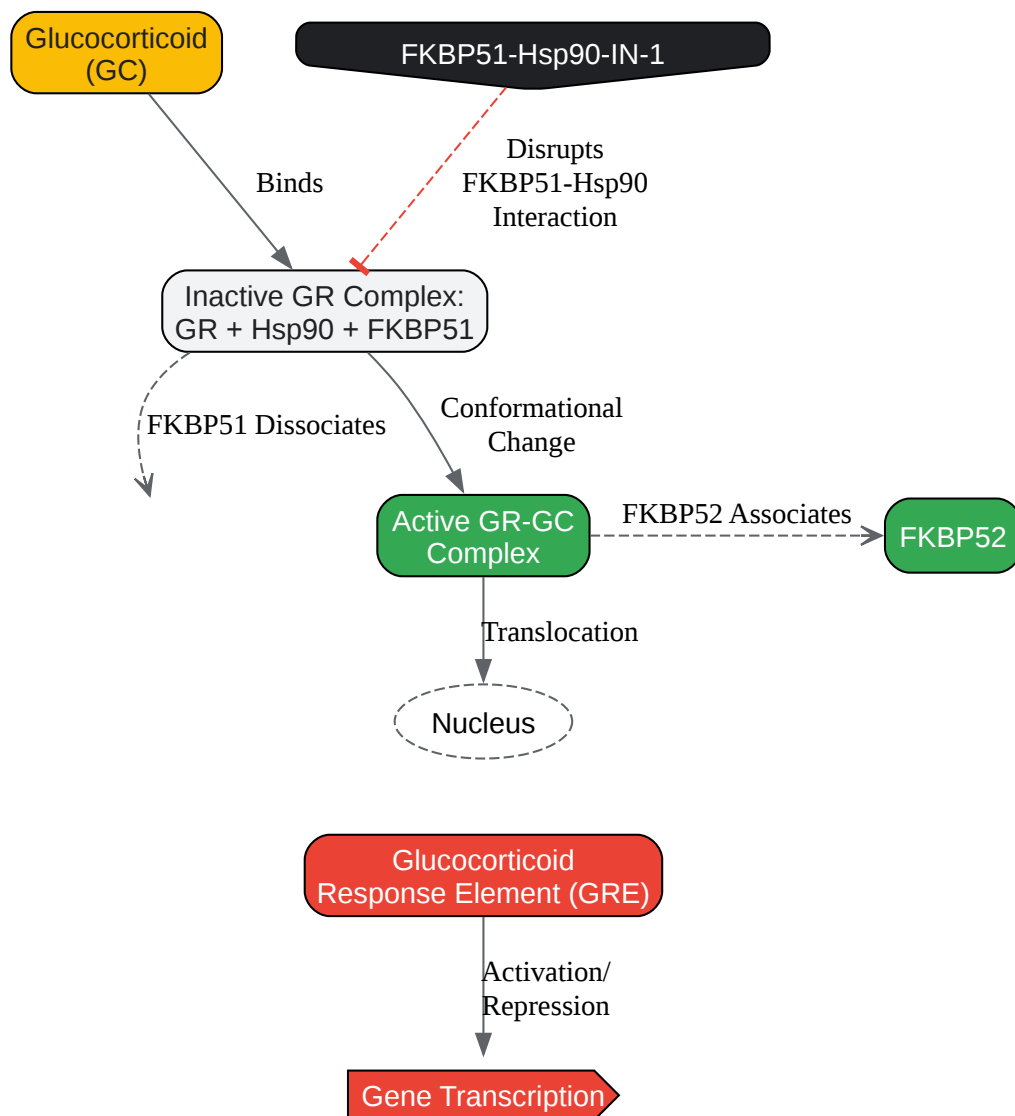 Glucocorticoid
(GC)
FKBP51-Hsp90-IN-1
Binds
Disrupts
FKBP51-Hsp90
Interaction
Inactive GR Complex:
GR + Hsp90 + FKBP51
FKBP51 Dissociates
Conformational
Change
Active GR-GC
Complex
FKBP52 Associates
FKBP52
Translocation
Nucleus
Glucocorticoid
Response Element (GRE)
Activation/
Repression
Gene Transcription